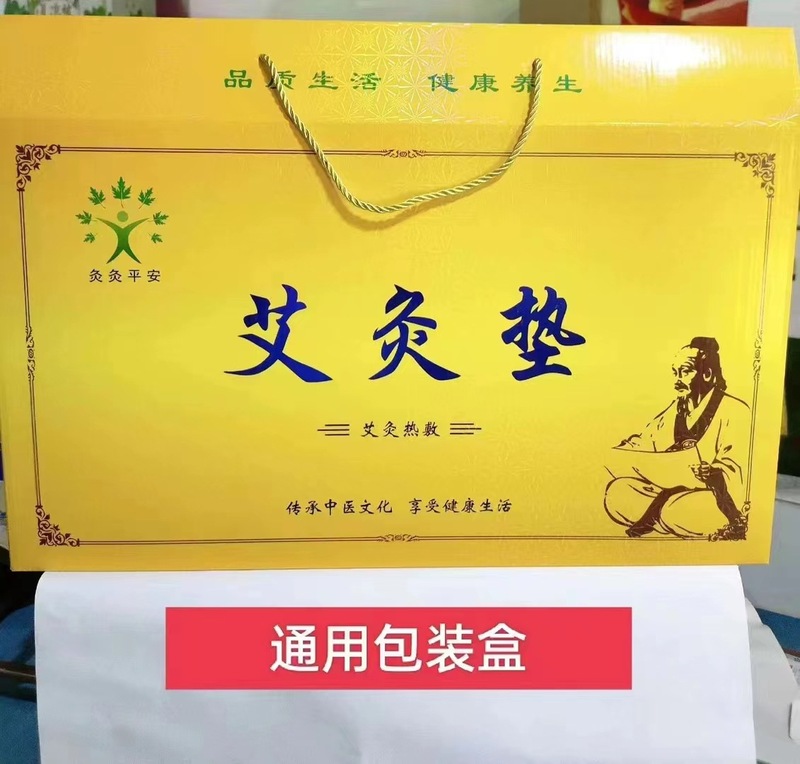 品质生活 健康养生
灸灸平安
艾灸垫
艾灸热敷
传承中医文化 享受健康生活
通用包装盒